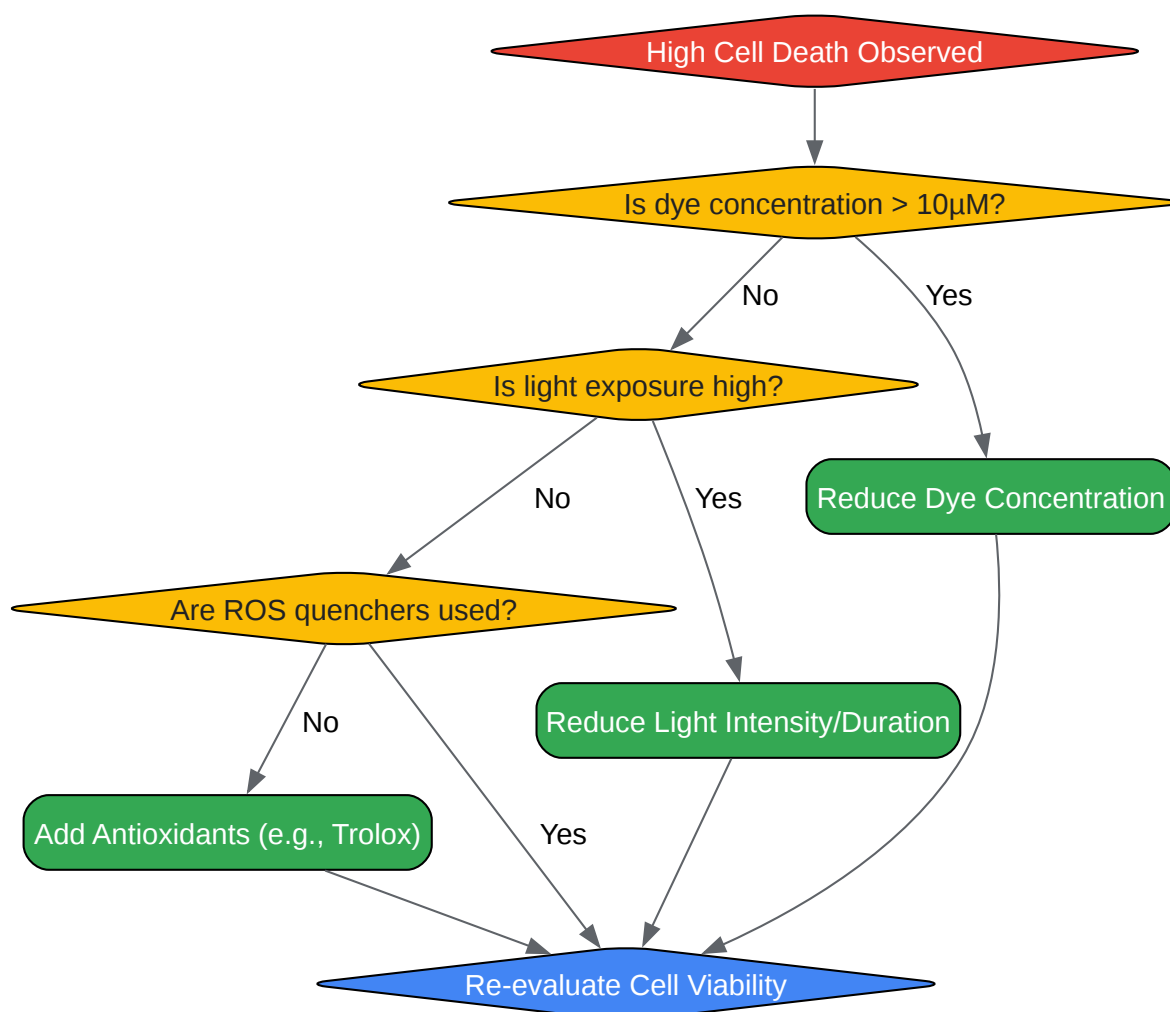 High Cell Death Observed
Is dye concentration > 10µM?
No
Yes
Is light exposure high?
Reduce Dye Concentration
No
Yes
Are ROS quenchers used?
Reduce Light Intensity/Duration
No
Add Antioxidants (e.g., Trolox)
Yes
Re-evaluate Cell Viability